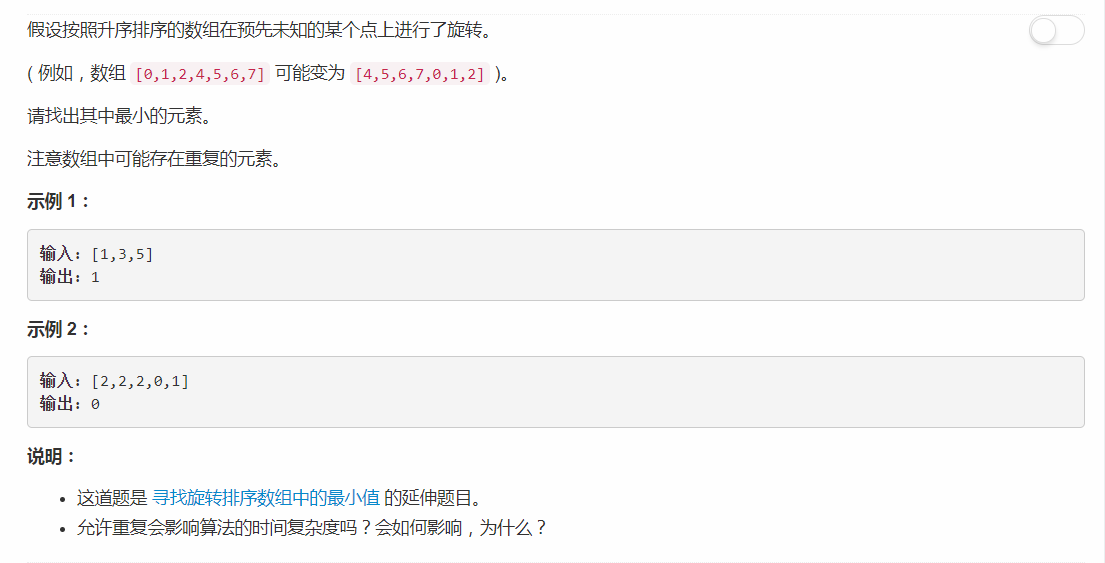 假设按照升序排序的数组在预先未知的某个点上进行了旋转。
( 例如，数组 [0,1,2,4,5,6,7] 可能变为 [4,5,6,7,0,1,2] )。
请找出其中最小的元素。
注意数组中可能存在重复的元素。
示例 1：
输入: [1,3,5]
输出: 1
示例 2：
输入: [2,2,2,0,1]
输出: 0
说明：
• 这道题是 寻找旋转排序数组中的最小值 的延伸题目。
• 允许重复会影响算法的时间复杂度吗？会如何影响，为什么？